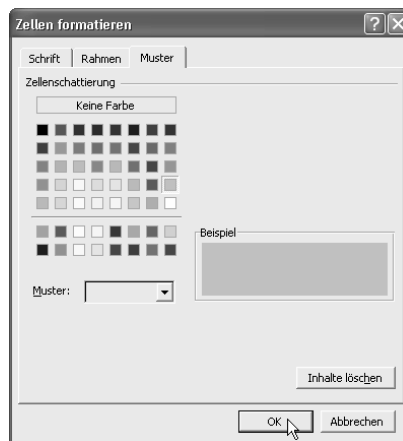 Zellen formatieren
Schrift Rahmen Muster
Zellenschattierung
Keine Farbe
Beispiel
Muster:
Inhalte löschen
OK Abbrechen